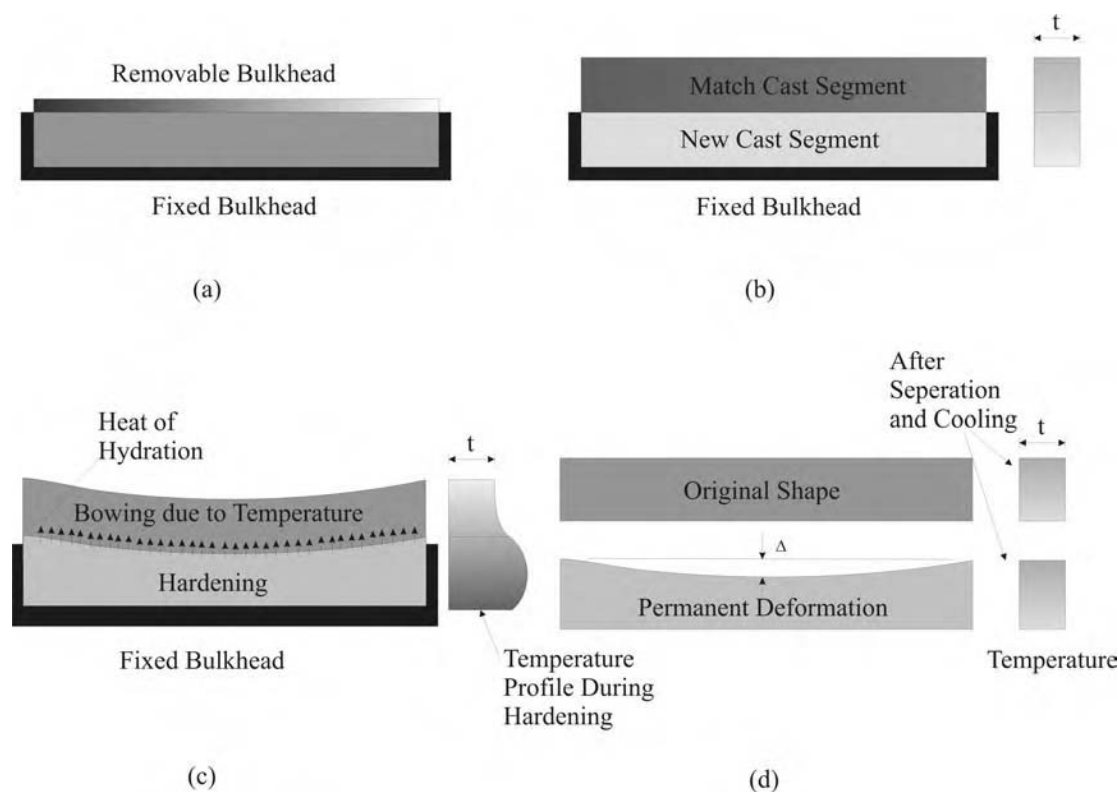 Removable Bulkhead
Fixed Bulkhead
(a)
t
Match Cast Segment
New Cast Segment
Fixed Bulkhead
(b)
Heat of
Hydration
t
Bowing due to Temperature
Hardening
Fixed Bulkhead
Temperature
Profile During
Hardening
(c)
After
Seperation
and Cooling
t
Original Shape
Δ
Permanent Deformation
Temperature
(d)